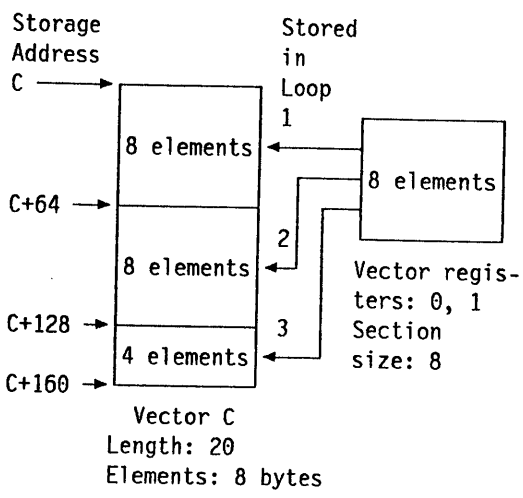 Storage
Address
C
Stored
in
Loop
1
8 elements
8 elements
C+64
2
8 elements
Vector regis-
ters: 0, 1
Section
size: 8
C+128
3
4 elements
C+160
Vector C
Length: 20
Elements: 8 bytes